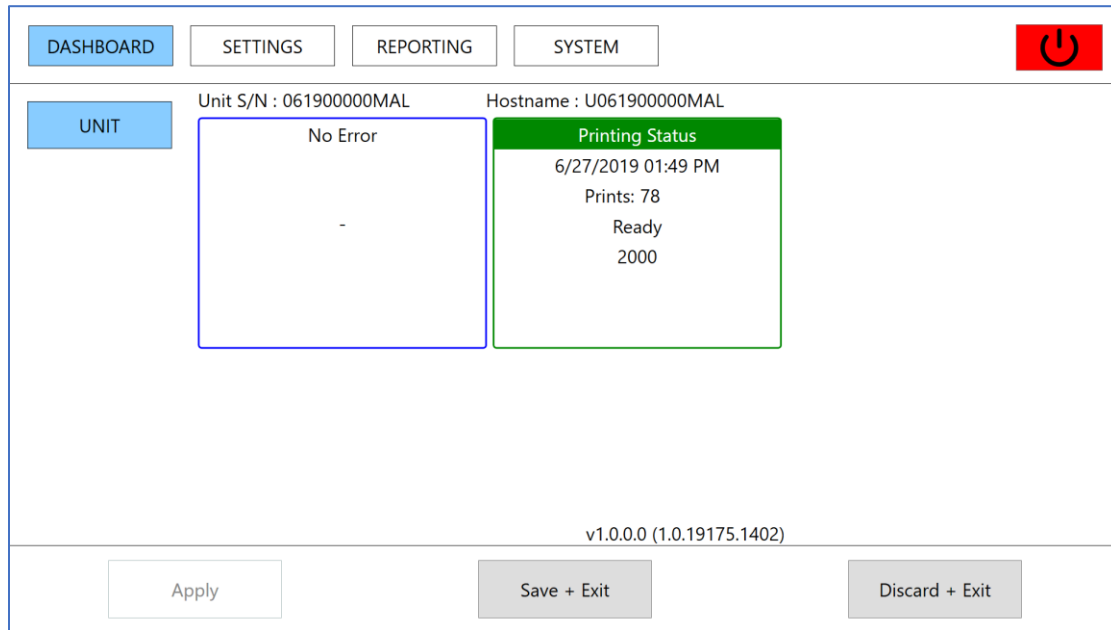 DASHBOARD SETTINGS REPORTING SYSTEM
UNIT
Unit S/N : 061900000MAL Hostname : U061900000MAL
No Error
-
Printing Status
6/27/2019 01:49 PM
Prints: 78
Ready
2000
v1.0.0.0 (1.0.19175.1402)
Apply Save + Exit Discard + Exit